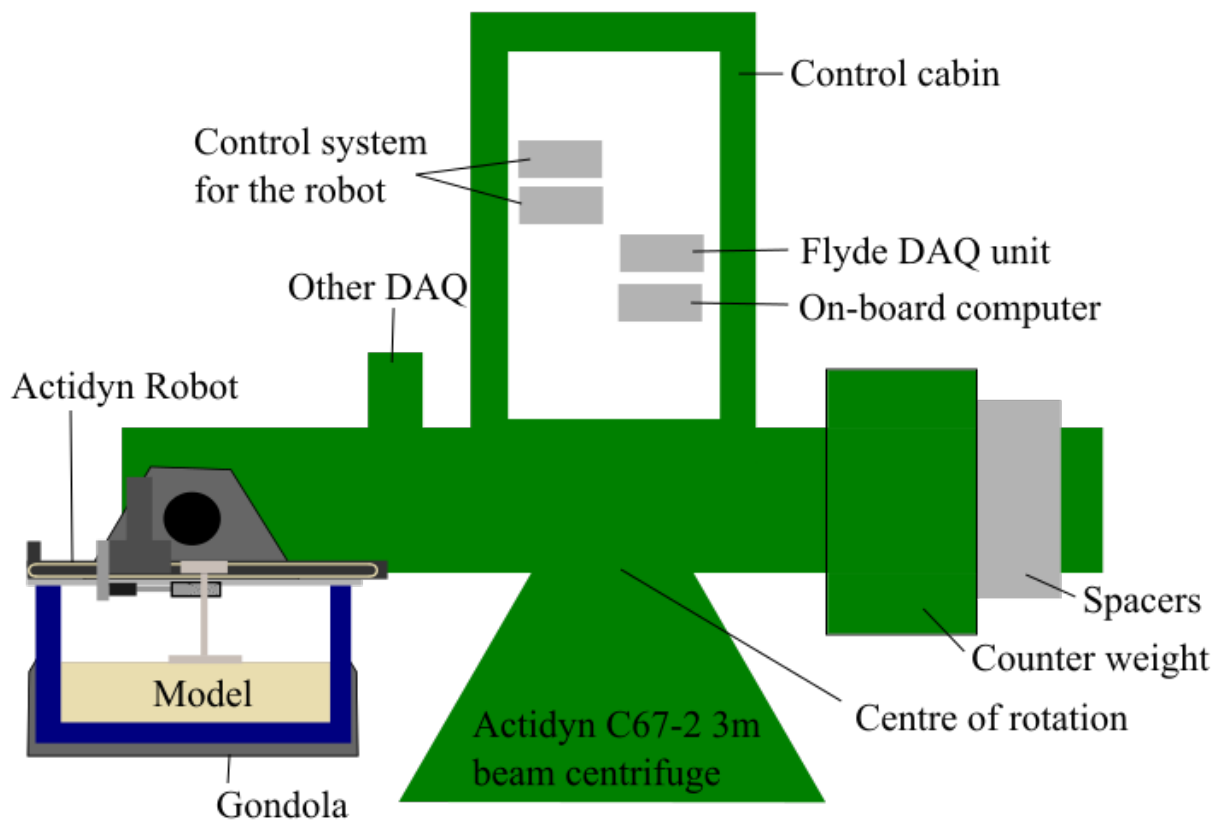 Control cabin
Control system
for the robot
Flyde DAQ unit
Other DAQ
On-board computer
Actidyn Robot
Spacers
Counter weight
Model
Centre of rotation
Actidyn C67-2 3m
beam centrifuge
Gondola